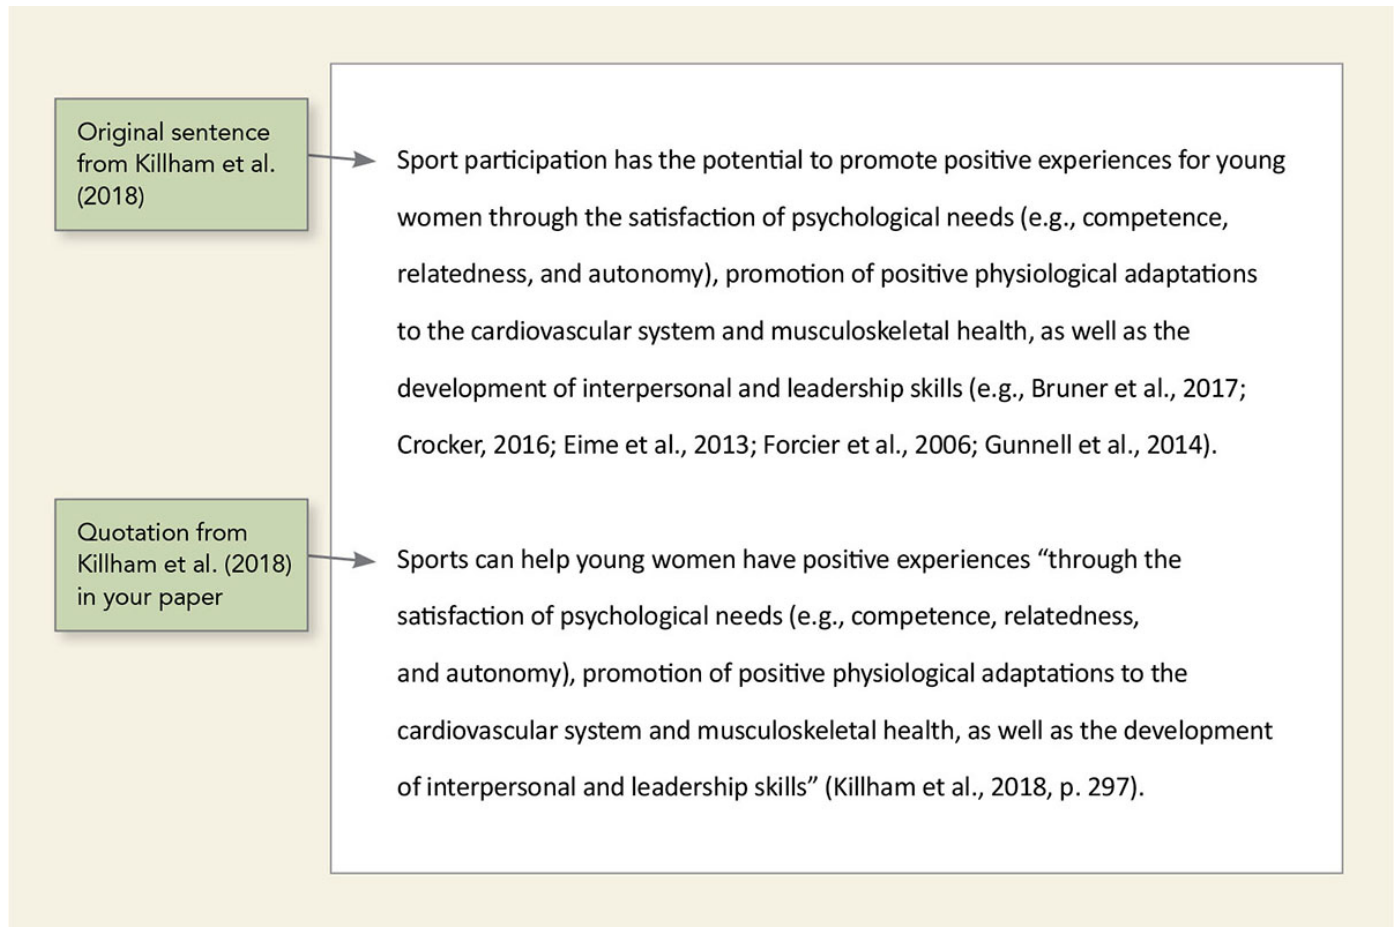 Original sentence
from Killham et al.
(2018)
Sport participation has the potential to promote positive experiences for young
women through the satisfaction of psychological needs (e.g., competence,
relatedness, and autonomy), promotion of positive physiological adaptations
to the cardiovascular system and musculoskeletal health, as well as the
development of interpersonal and leadership skills (e.g., Bruner et al., 2017;
Crocker, 2016; Eime et al., 2013; Forcier et al., 2006; Gunnell et al., 2014).
Quotation from
Killham et al. (2018)
in your paper
Sports can help young women have positive experiences “through the
satisfaction of psychological needs (e.g., competence, relatedness,
and autonomy), promotion of positive physiological adaptations to the
cardiovascular system and musculoskeletal health, as well as the development
of interpersonal and leadership skills” (Killham et al., 2018, p. 297).